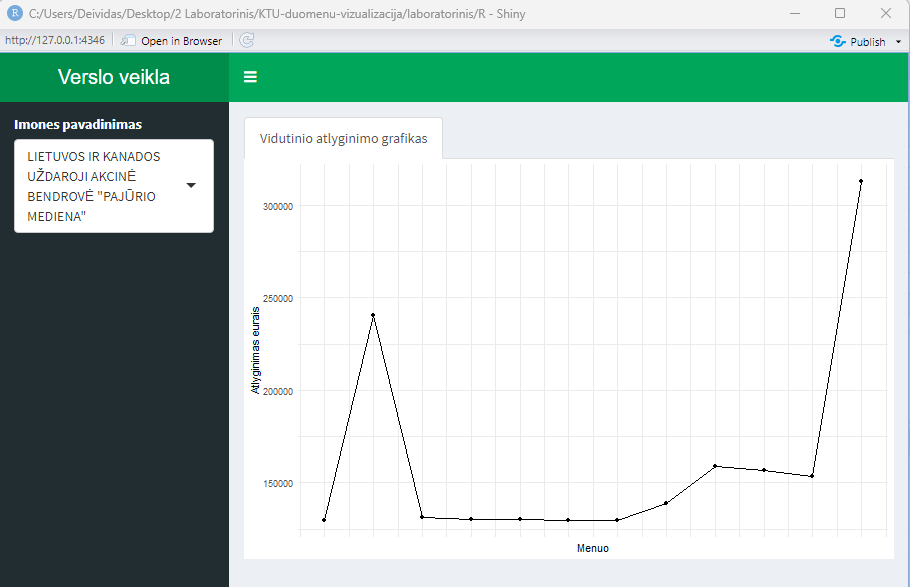 R C:/Users/Deividas/Desktop/2 Laboratorinis/KTU-duomenu-vizualizacija/laboratorinis/R - Shiny
http://127.0.0.1:4346 Open in Browser Publish
Verslo veikla
Imones pavadinimas
LIETUVOS IR KANADOS
UŽDAROJI AKCINĖ
BENDROVĖ "PAJŪRIO
MEDIENA"
Vidutinio atlyginimo grafikas
300000
250000
200000
150000
Atlyginimas eurais
Menuo